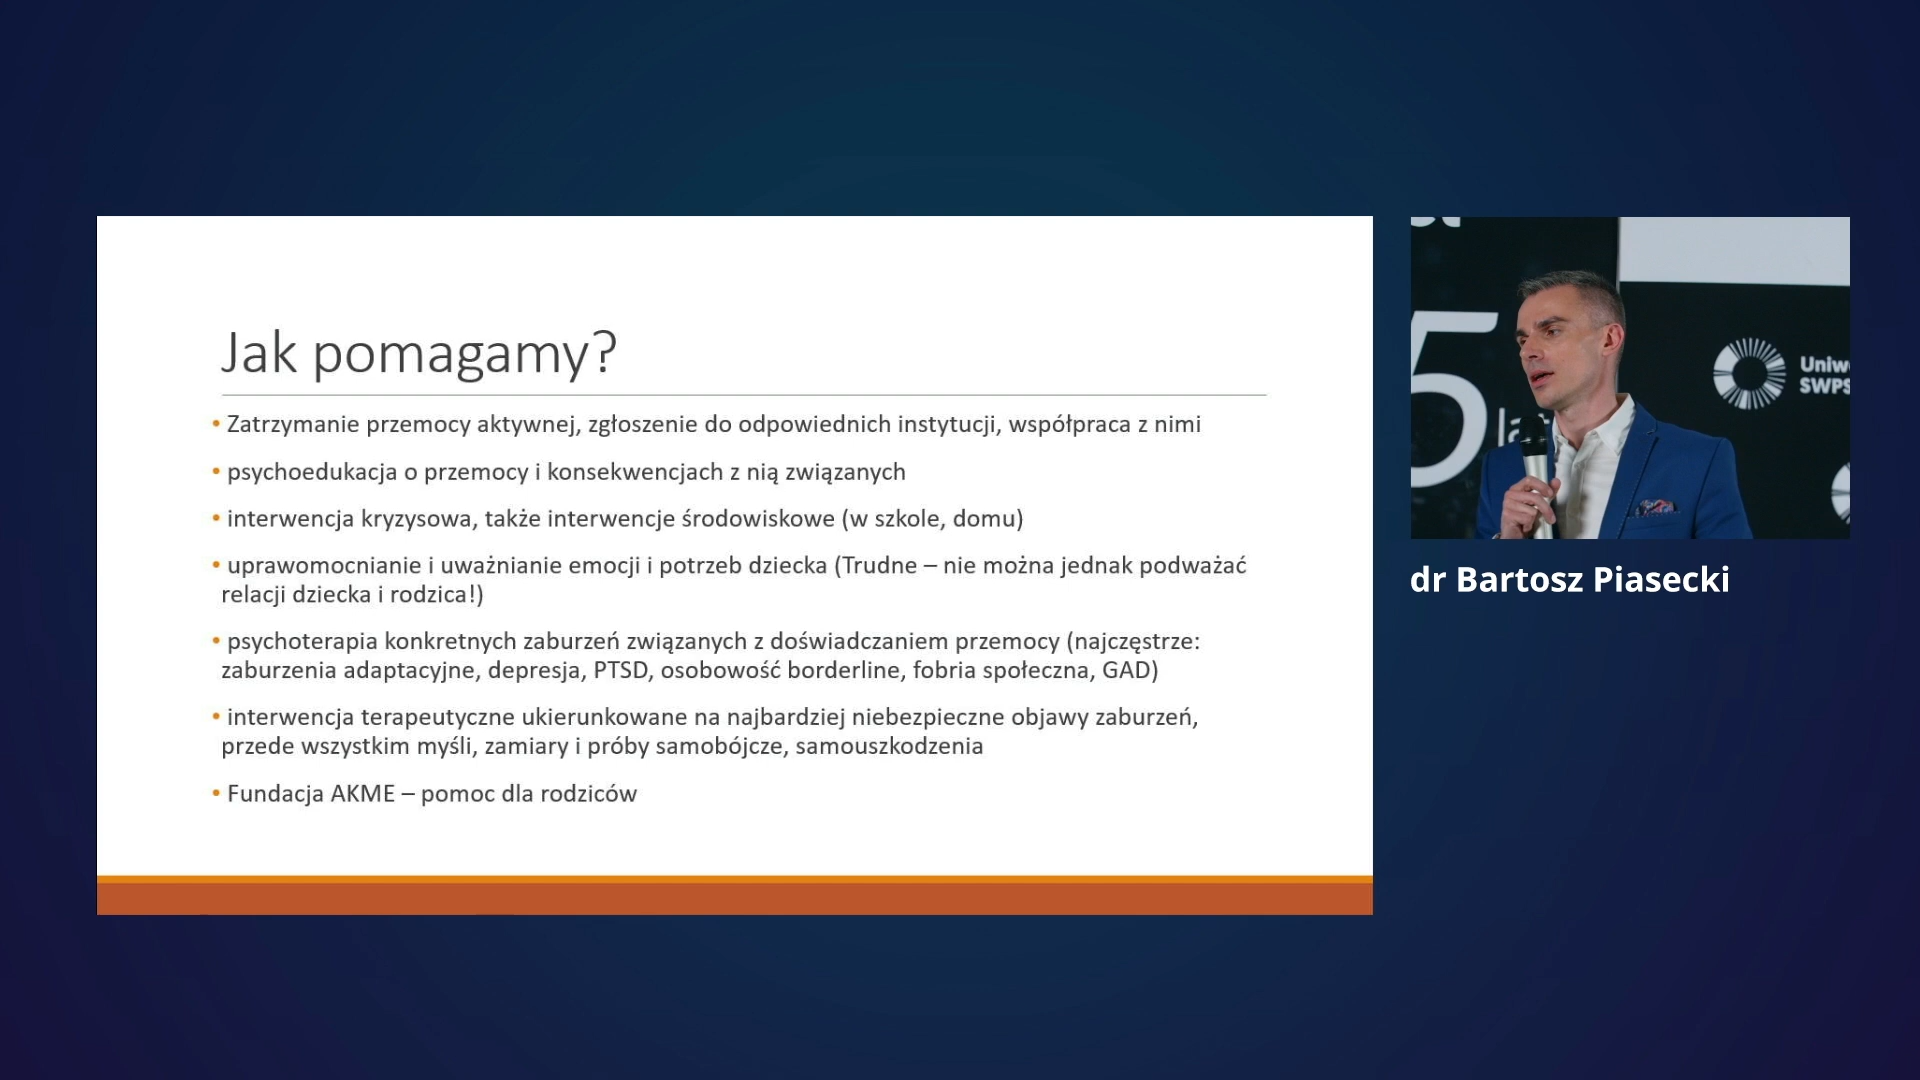 Jak pomagamy?
• Zatrzymanie przemocy aktywnej, zgłoszenie do odpowiednich instytucji, współpraca z nimi
• psychoedukacja o przemocy i konsekwencjach z nią związanych
• interwencja kryzysowa, także interwencje środowiskowe (w szkole, domu)
• uprawomocnianie i uważnianie emocji i potrzeb dziecka (Trudne – nie można jednak podważać
relacji dziecka i rodzica!)
• psychoterapia konkretnych zaburzeń związanych z doświadczaniem przemocy (najczęstrze:
zaburzenia adaptacyjne, depresja, PTSD, osobowość borderline, fobria społeczna, GAD)
• interwencja terapeutyczne ukierunkowane na najbardziej niebezpieczne objawy zaburzeń,
przede wszystkim myśli, zamiary i próby samobójcze, samouszkodzenia
• Fundacja AKME – pomoc dla rodziców
5
Uniw
SWPS
dr Bartosz Piasecki